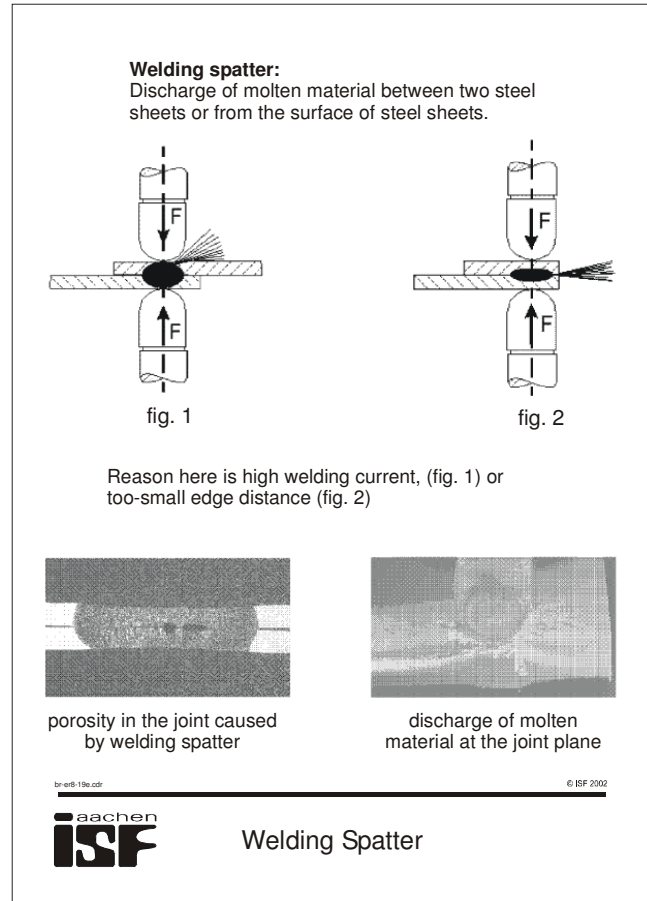 Welding spatter:
Discharge of molten material between two steel
sheets or from the surface of steel sheets.
F
F
fig. 1
F
F
fig. 2
Reason here is high welding current, (fig. 1) or
too-small edge distance (fig. 2)
porosity in the joint caused
by welding spatter
discharge of molten
material at the joint plane
br-er8-19e.cdr
© ISF 2002
aachen
ISF
Welding Spatter